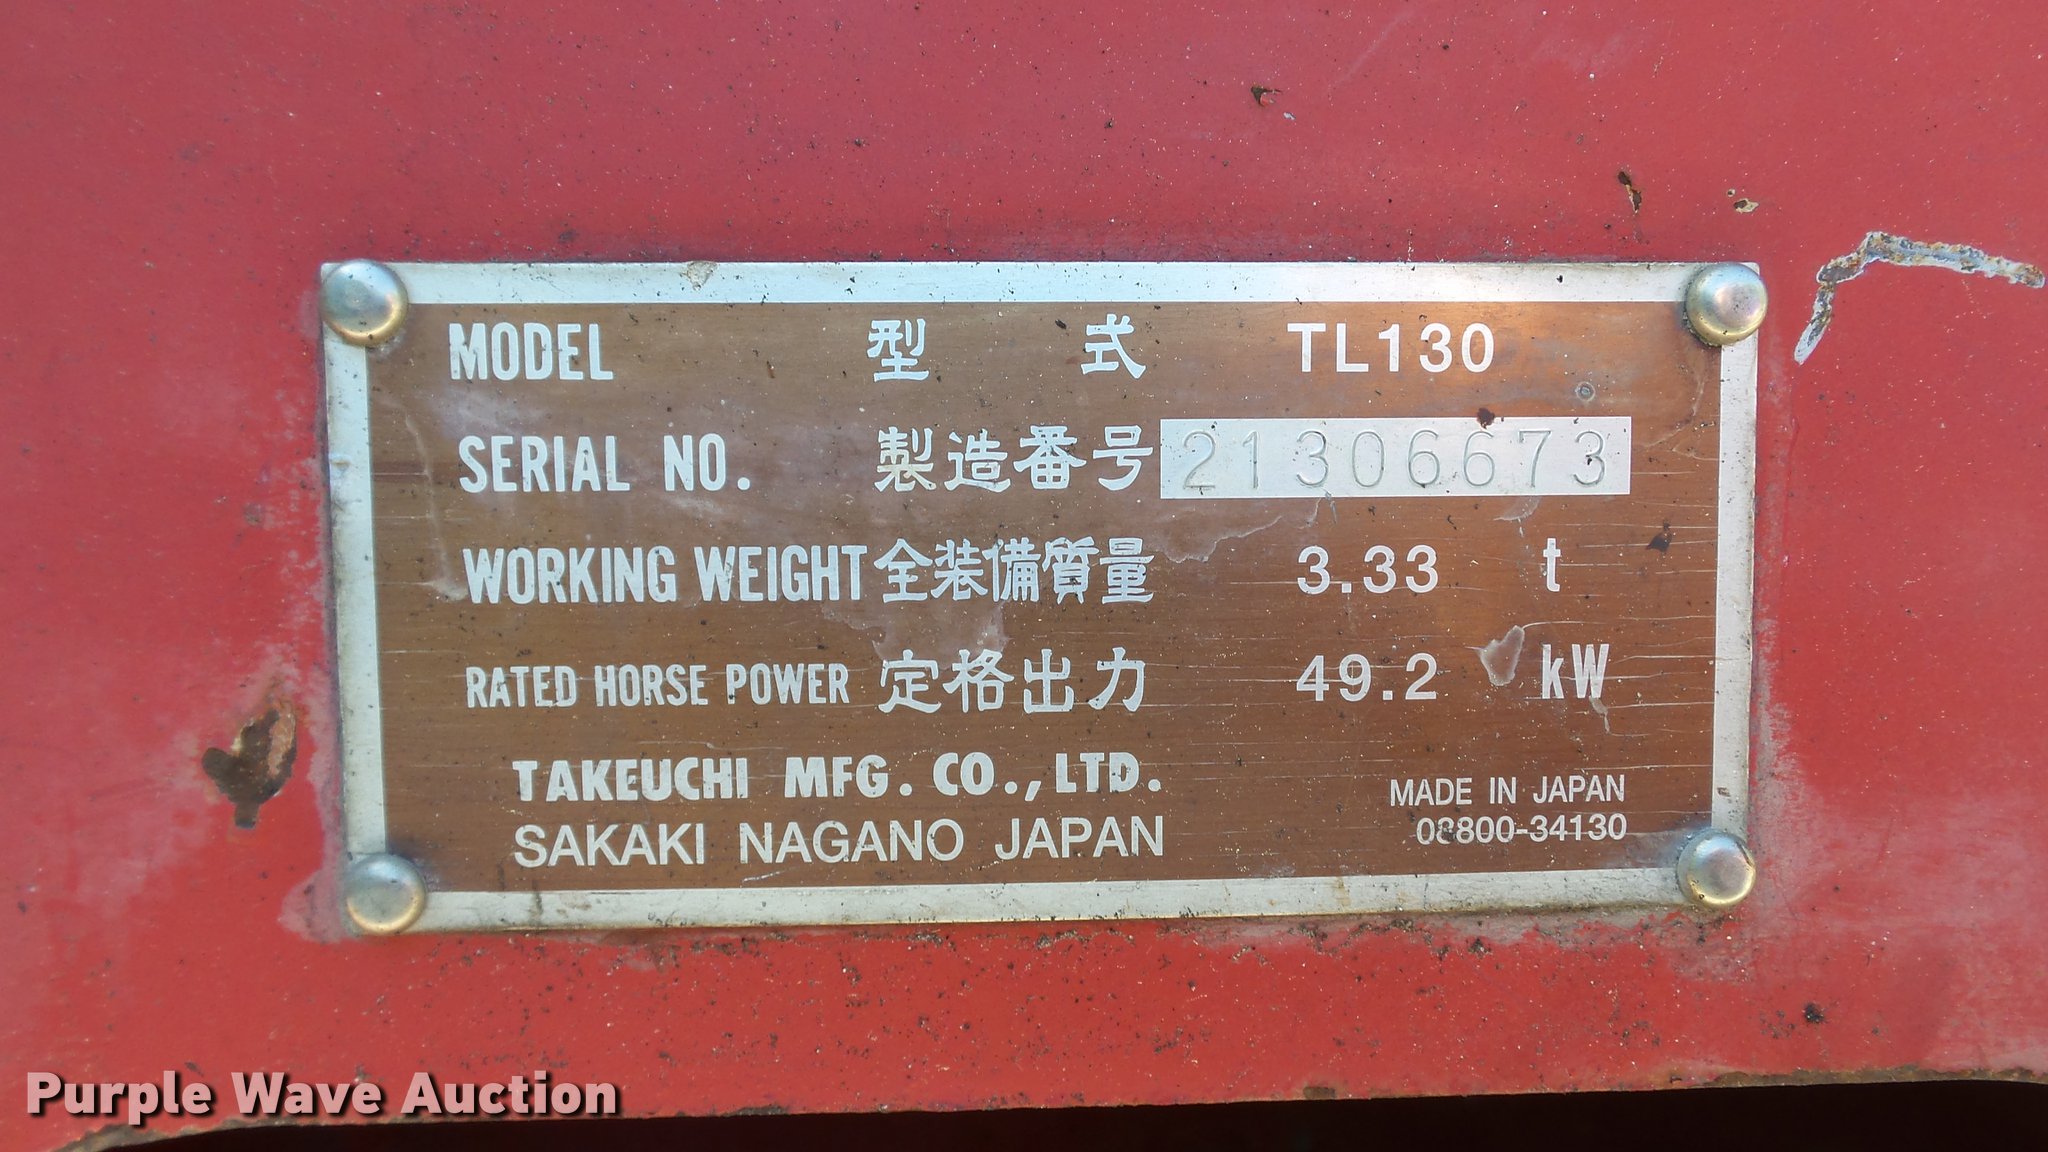 MODEL 型式 TL130
SERIAL NO. 製造番号 21306673
WORKING WEIGHT 全装備質量 3.33 t
RATED HORSE POWER 定格出力 49.2 kW
TAKEUCHI MFG. CO., LTD.
SAKAKI NAGANO JAPAN
MADE IN JAPAN
08800-34130
Purple Wave Auction